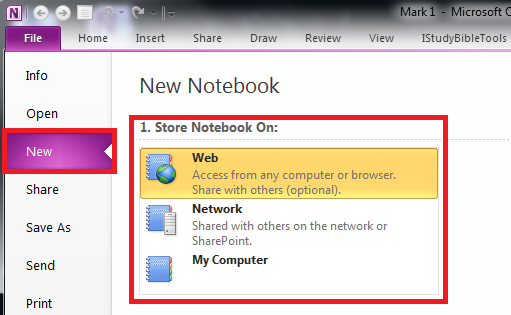 Mark 1 - Microsoft
File Home Insert Share Draw Review View IStudyBibleTools
Info
Open
New
Share
Save As
Send
Print
New Notebook
1. Store Notebook On:
Web
Access from any computer or browser.
Share with others (optional).
Network
Shared with others on the network or
SharePoint.
My Computer